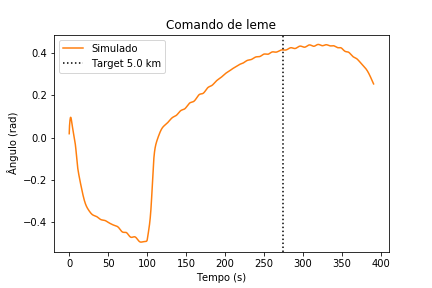 Comando de leme
Simulado
Target 5.0 km
Ângulo (rad)
0.4
0.2
0.0
−0.2
−0.4
0 50 100 150 200 250 300 350 400
Tempo (s)